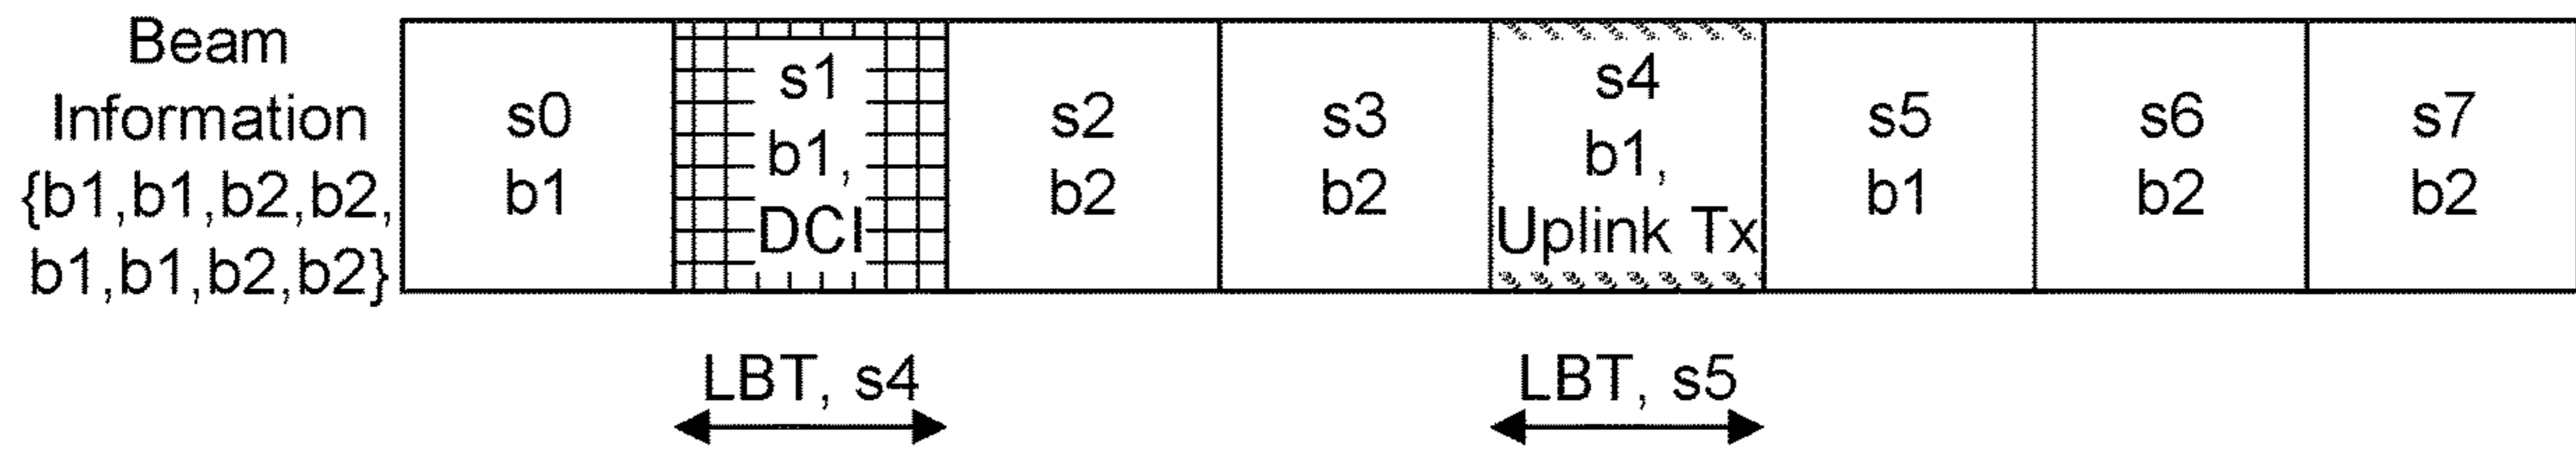 Beam
Information
{b1,b1,b2,b2,
b1,b1,b2,b2}
s0
b1
s1
b1,
DCI
s2
b2
s3
b2
s4
b1,
Uplink Tx
s5
b1
s6
b2
s7
b2
LBT, s4
LBT, s5